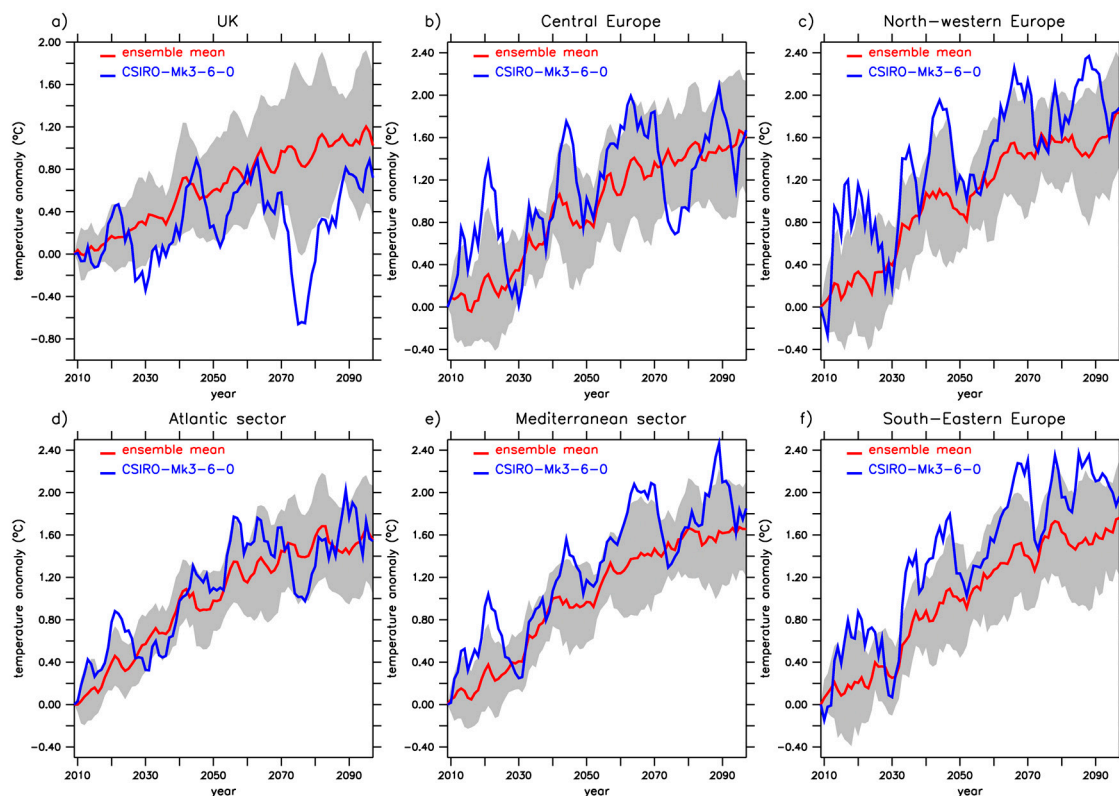 a) UK
temperature anomaly (ºC)
2.00
1.60
1.20
0.80
0.40
0.00
−0.40
−0.80
ensemble mean
CSIRO−Mk3−6−0
2010 2030 2050 2070 2090
year
b) Central Europe
temperature anomaly (ºC)
2.40
2.00
1.60
1.20
0.80
0.40
0.00
−0.40
ensemble mean
CSIRO−Mk3−6−0
2010 2030 2050 2070 2090
year
c) North−western Europe
temperature anomaly (ºC)
2.40
2.00
1.60
1.20
0.80
0.40
0.00
−0.40
ensemble mean
CSIRO−Mk3−6−0
2010 2030 2050 2070 2090
year
d) Atlantic sector
temperature anomaly (ºC)
2.40
2.00
1.60
1.20
0.80
0.40
0.00
−0.40
ensemble mean
CSIRO−Mk3−6−0
2010 2030 2050 2070 2090
year
e) Mediterranean sector
temperature anomaly (ºC)
2.40
2.00
1.60
1.20
0.80
0.40
0.00
−0.40
ensemble mean
CSIRO−Mk3−6−0
2010 2030 2050 2070 2090
year
f) South−Eastern Europe
temperature anomaly (ºC)
2.40
2.00
1.60
1.20
0.80
0.40
0.00
−0.40
ensemble mean
CSIRO−Mk3−6−0
2010 2030 2050 2070 2090
year